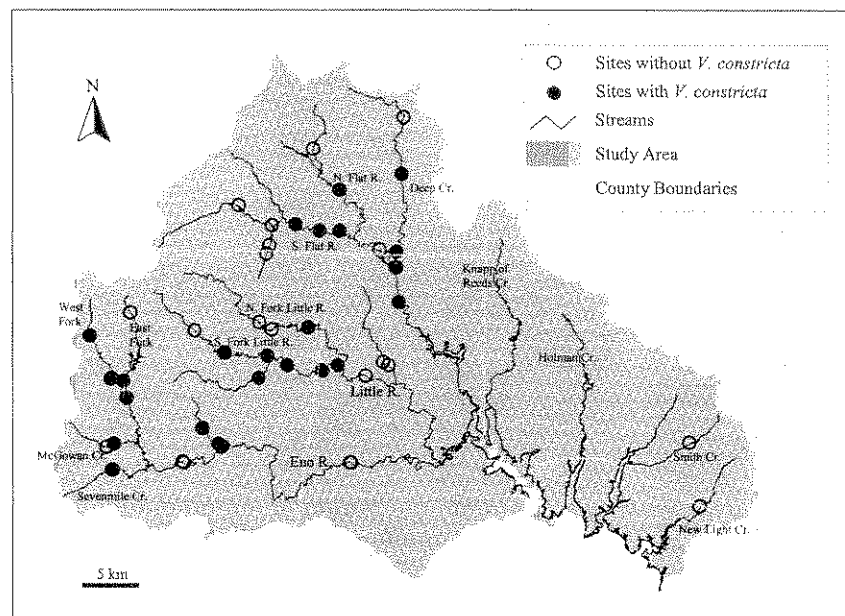 N
Sites without V. constricta
Sites with V. constricta
Streams
Study Area
County Boundaries
N. Flat R.
Deep Cr.
S. Flat R.
Knapp of
Reeds Cr.
West
Fork
East
Fork
N. Fork Little R.
S. Fork Little R.
Holman Cr.
Little R.
McGowan Cr.
Eno R.
Smith Cr.
Sevenmile Cr.
New Light Cr.
5 km